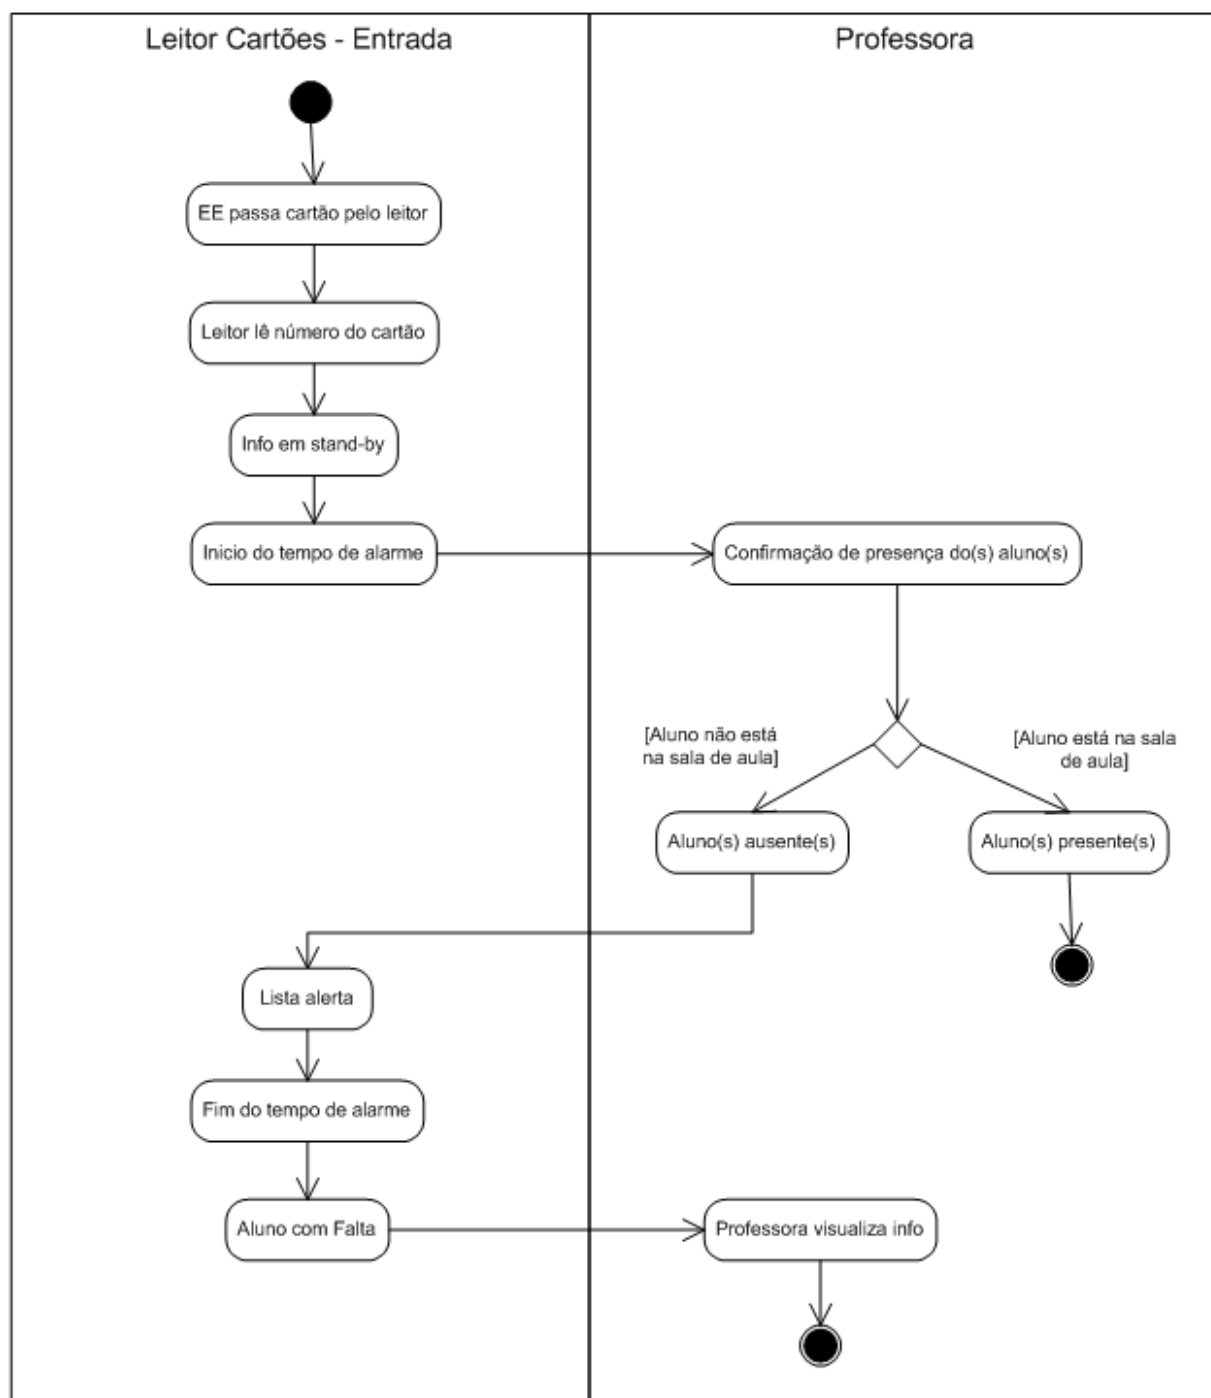 Leitor Cartões - Entrada
Professora
EE passa cartão pelo leitor
Leitor lê número do cartão
Info em stand-by
Inicio do tempo de alarme
Confirmação de presença do(s) aluno(s)
[Aluno não está
na sala de aula]
[Aluno está na sala
de aula]
Aluno(s) ausente(s)
Aluno(s) presente(s)
Lista alerta
Fim do tempo de alarme
Aluno com Falta
Professora visualiza info